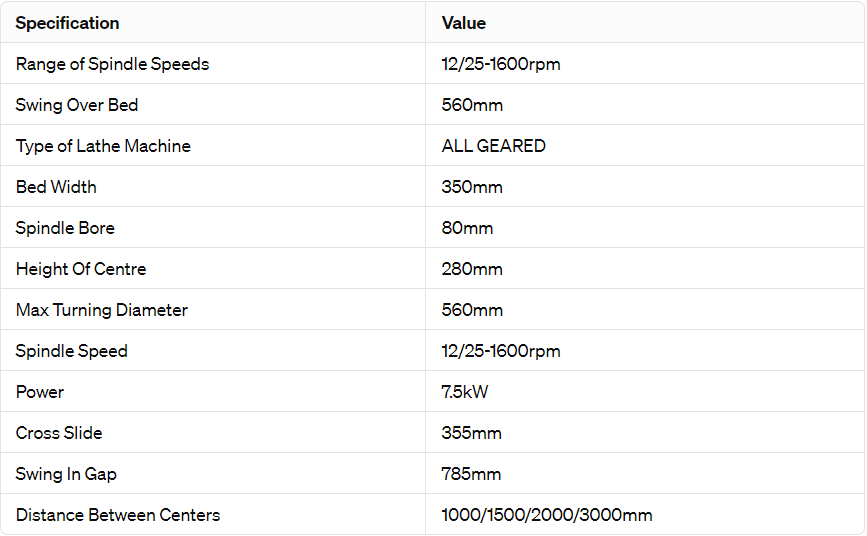 Specification Value
Range of Spindle Speeds 12/25-1600rpm
Swing Over Bed 560mm
Type of Lathe Machine ALL GEARED
Bed Width 350mm
Spindle Bore 80mm
Height Of Centre 280mm
Max Turning Diameter 560mm
Spindle Speed 12/25-1600rpm
Power 7.5kW
Cross Slide 355mm
Swing In Gap 785mm
Distance Between Centers 1000/1500/2000/3000mm